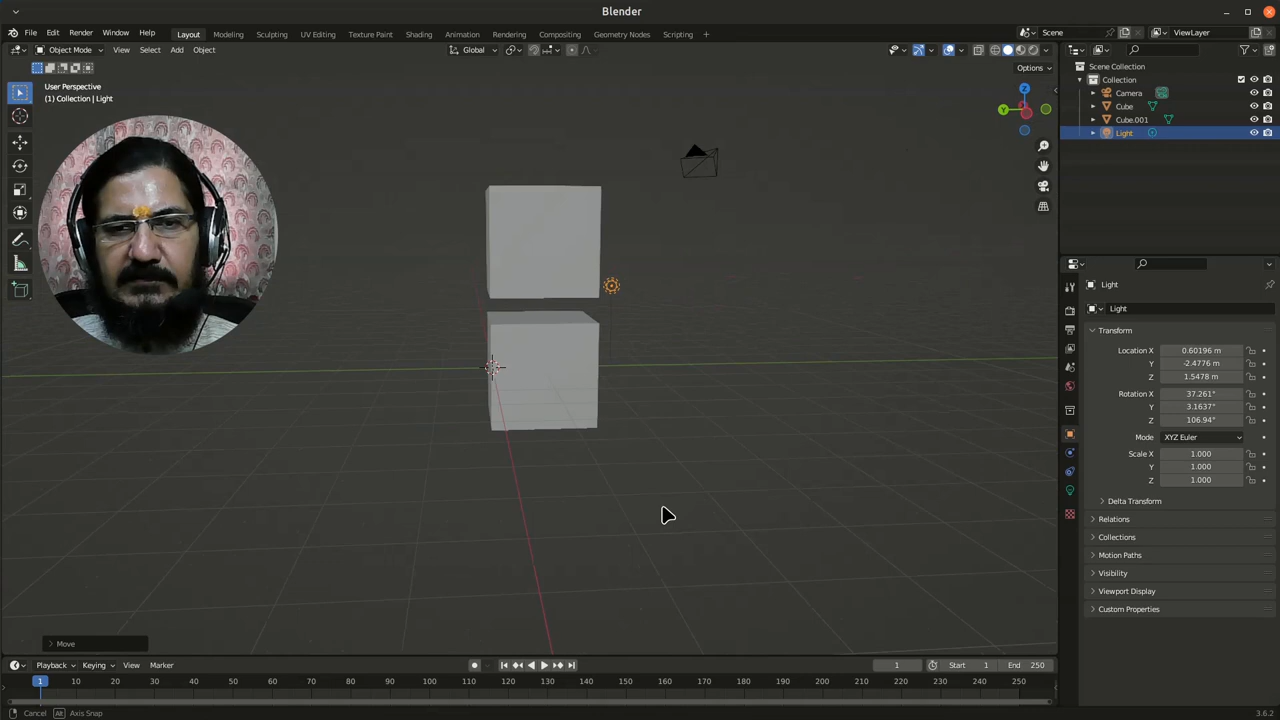 Blender
File Edit Render Window Help
Layout Modeling Sculpting UV Editing Texture Paint Shading Animation Rendering Compositing Geometry Nodes Scripting +
Scene
ViewLayer
Object Mode View Select Add Object
Global
Options
User Perspective
(1) Collection | Light
Z
Y
Scene Collection
Collection
Camera
Cube
Cube.001
Light
Light
Light
Transform
Location X 0.60196 m
Y -2.4776 m
Z 1.5478 m
Rotation X 37.261°
Y 3.1637°
Z 106.94°
Mode XYZ Euler
Scale X 1.000
Y 1.000
Z 1.000
Delta Transform
Relations
Collections
Motion Paths
Visibility
Viewport Display
Custom Properties
Move
Playback Keying View Marker
1 Start 1 End 250
1 10 20 30 40 50 60 70 80 90 100 110 120 130 140 150 160 170 180 190 200 210 220 230 240 250
Cancel Alt Axis Snap
3.6.2